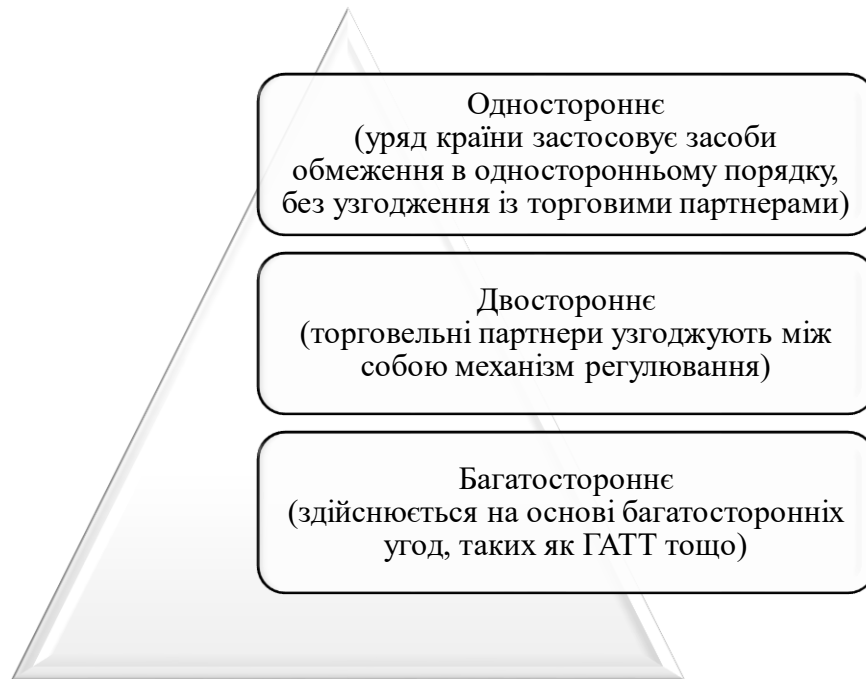 Одностороннє
(уряд країни застосовує засоби
обмеження в односторонньому порядку,
без узгодження із торговими партнерами)
Двостороннє
(торговельні партнери узгоджують між
собою механізм регулювання)
Багатостороннє
(здійснюється на основі багатосторонніх
угод, таких як ГАТТ тощо)